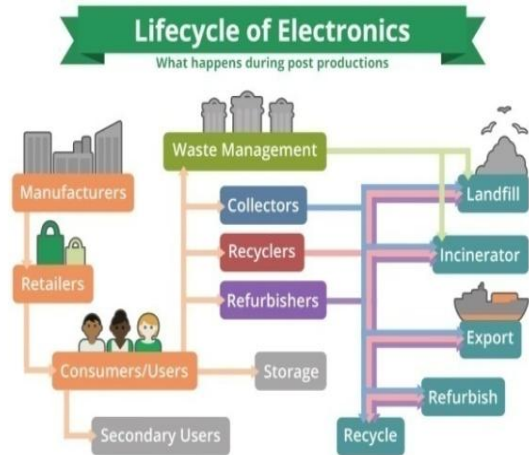 Lifecycle of Electronics
What happens during post productions
Waste Management
Manufacturers
Collectors
Landfill
Recyclers
Incinerator
Retailers
Refurbishers
Export
Consumers/Users
Storage
Refurbish
Secondary Users
Recycle